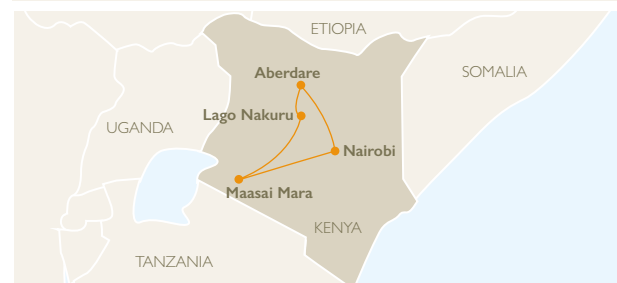 ETIOPIA
Aberdare
SOMALIA
Lago Nakuru
UGANDA
Nairobi
Maasai Mara
KENYA
TANZANIA